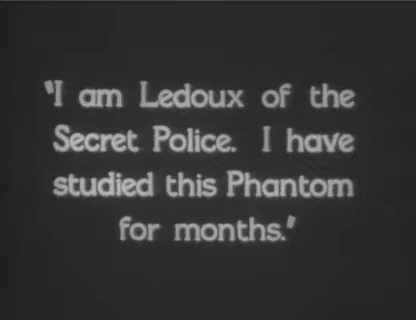 "I am Ledoux of the
Secret Police. I have
studied this Phantom
for months."